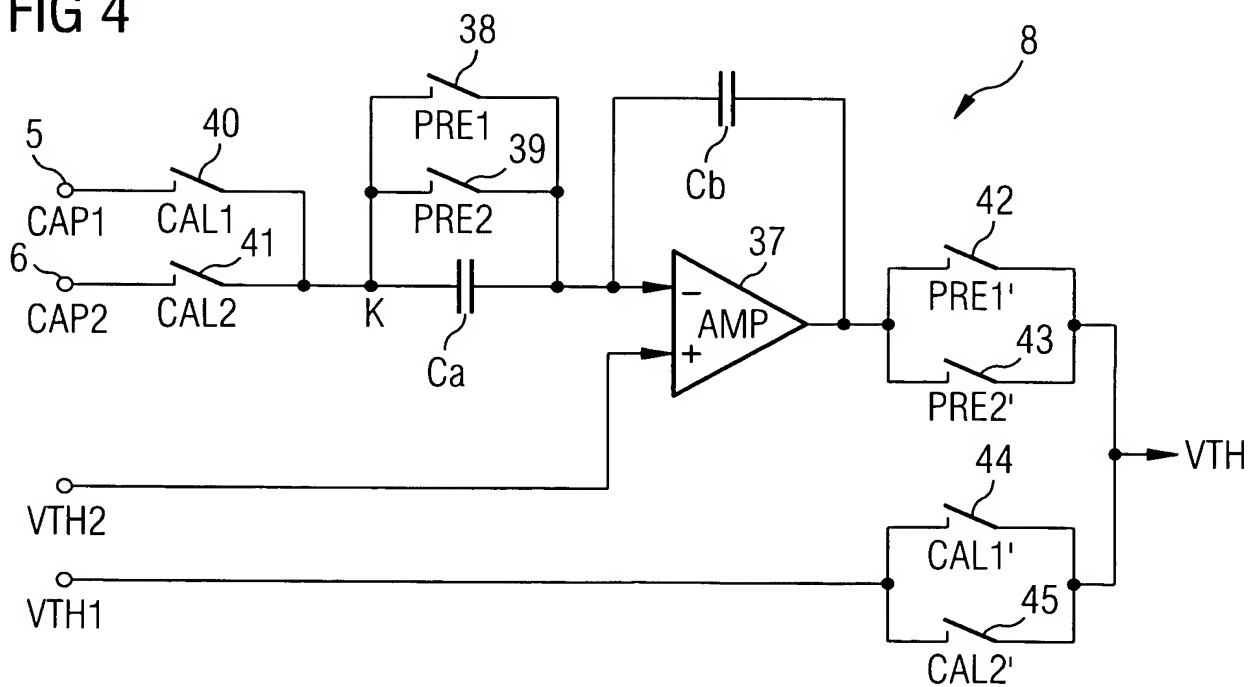 FIG 4
38
8
5
40
PRE1
39
Cb
CAP1
CAL1
PRE2
42
6
41
37
CAP2
CAL2
K
−
AMP
PRE1'
Ca
+
43
PRE2'
VTH
44
VTH2
CAL1'
VTH1
45
CAL2'